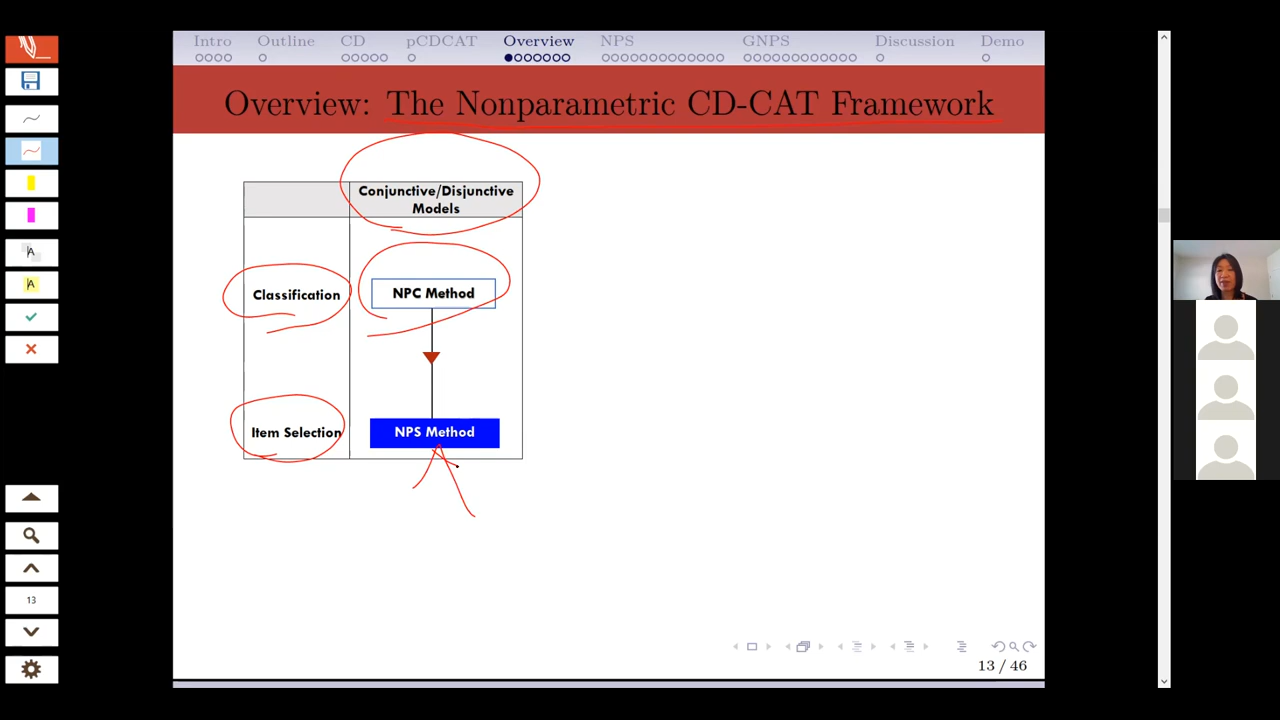 Intro Outline CD pCDCAT Overview NPS GNPS Discussion Demo
Overview: The Nonparametric CD-CAT Framework
Conjunctive/Disjunctive
Models
Classification
NPC Method
Item Selection
NPS Method
A
A
13
13 / 46